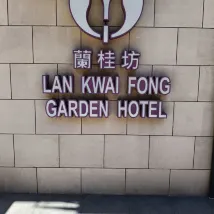 蘭桂坊
LAN KWAI FONG
GARDEN HOTEL